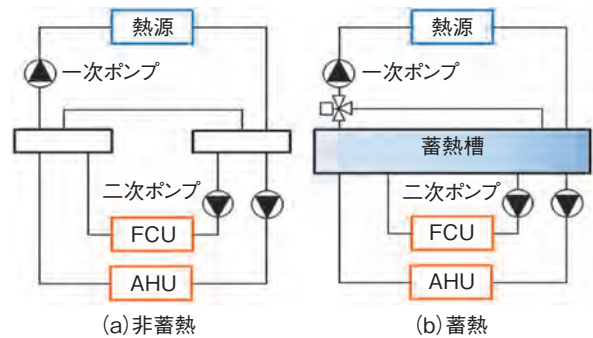 熱源
一次ポンプ
二次ポンプ
FCU
AHU
(a)非蓄熱
熱源
一次ポンプ
蓄熱槽
二次ポンプ
FCU
AHU
(b)蓄熱